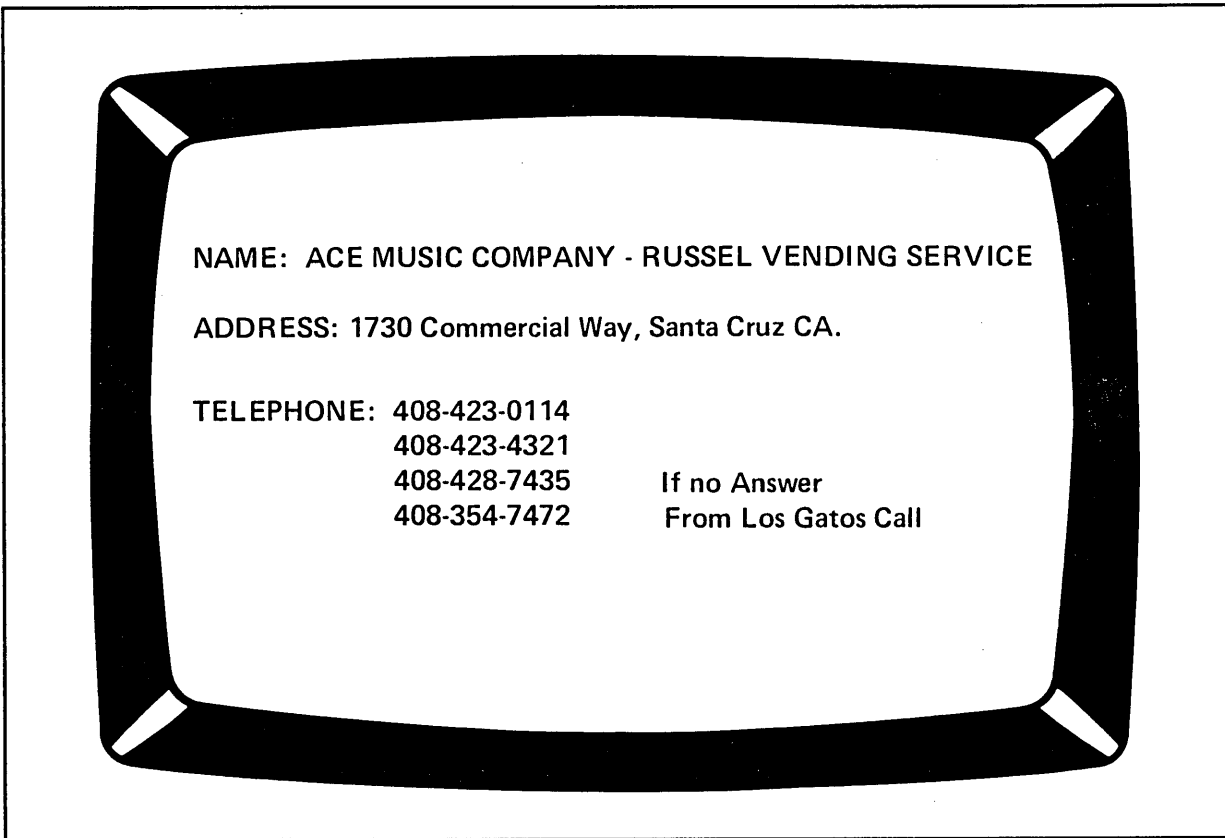 NAME: ACE MUSIC COMPANY - RUSSEL VENDING SERVICE
ADDRESS: 1730 Commercial Way, Santa Cruz CA.
TELEPHONE: 408-423-0114
408-423-4321
408-428-7435 If no Answer
408-354-7472 From Los Gatos Call